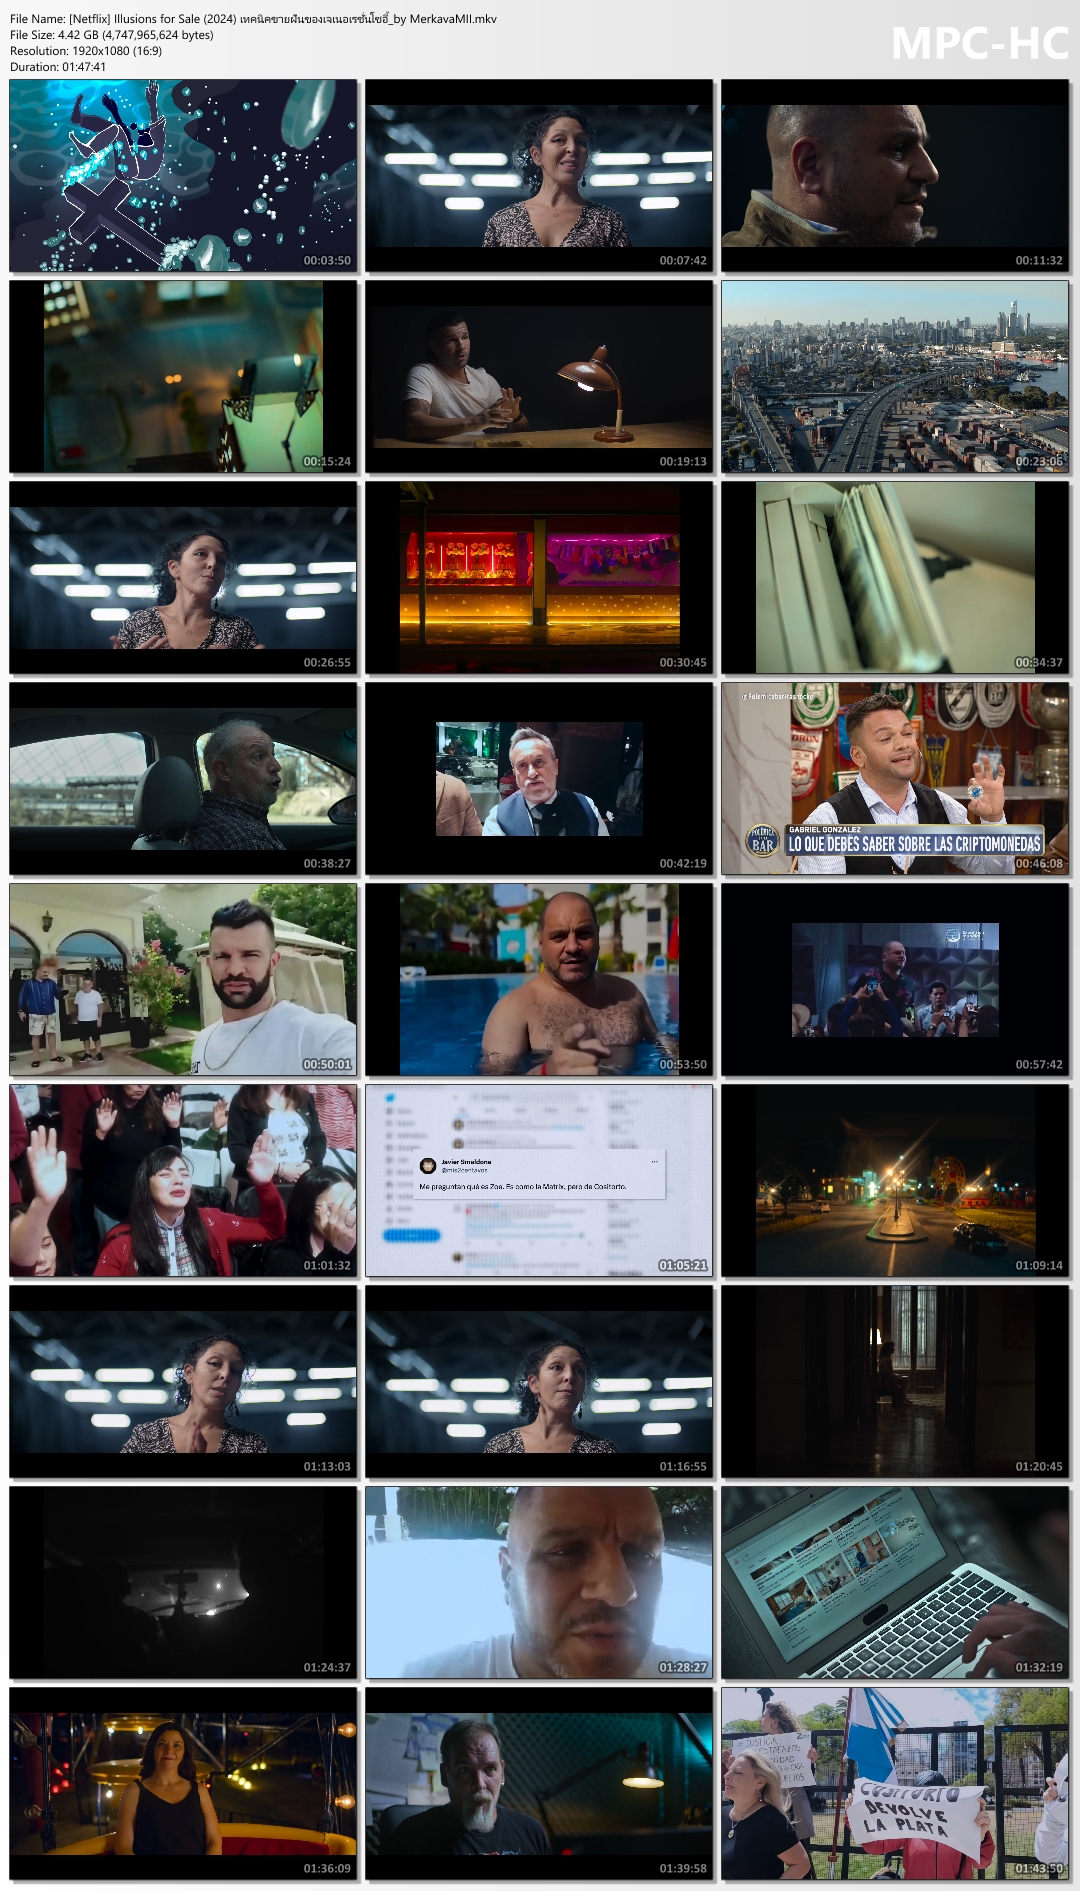 File Name: [Netflix] Illusions for Sale (2024) เทคนิคขายฝันของเจเนอเรชั่นโซอี้_by MerkavaMII.mkv
File Size: 4.42 GB (4,747,965,624 bytes)
Resolution: 1920x1080 (16:9)
Duration: 01:47:41
MPC-HC
00:03:50
00:07:42
00:11:32
00:15:24
00:19:13
00:23:06
00:26:55
00:30:45
00:34:37
00:38:27
00:42:19
POLÉMICA
BAR
GABRIEL GONZÁLEZ
LO QUE DEBÉS SABER SOBRE LAS CRIPTOMONEDAS
00:46:08
00:50:01
00:53:50
00:57:42
01:01:32
Javier Smaldone
@mis2centavos
Me preguntan qué es Zoe. Es como la Matrix, pero de Cositorto.
01:05:21
01:09:14
01:13:03
01:16:55
01:20:45
01:24:37
01:28:27
01:32:19
01:36:09
01:39:58
JUSTICIA
COSITORTO
DEVOLVE
LA PLATA
01:43:50